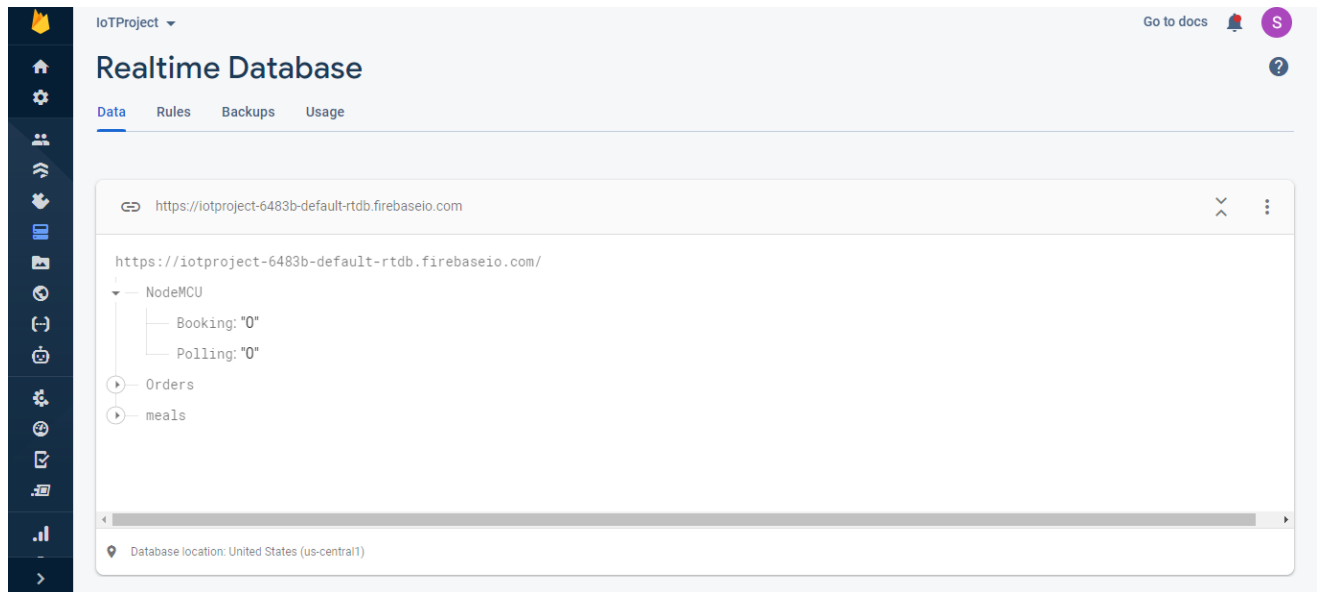 IoTProject
Go to docs
S
Realtime Database
?
Data Rules Backups Usage
https://iotproject-6483b-default-rtdb.firebaseio.com
https://iotproject-6483b-default-rtdb.firebaseio.com/
NodeMCU
Booking: "0"
Polling: "0"
Orders
meals
Database location: United States (us-central1)